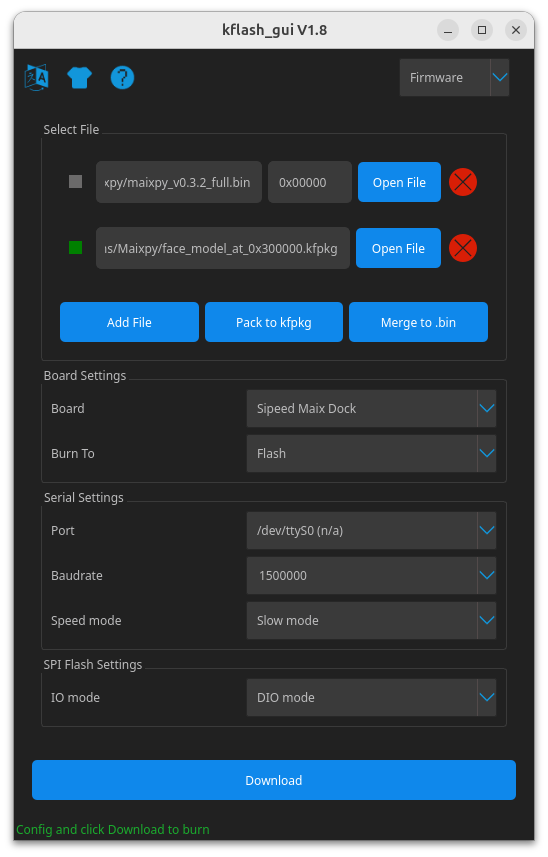 kflash_gui V1.8
Firmware
Select File
xpy/maixpy_v0.3.2_full.bin 0x00000 Open File
ıs/Maixpy/face_model_at_0x300000.kfpkg Open File
Add File Pack to kfpkg Merge to .bin
Board Settings
Board Sipeed Maix Dock
Burn To Flash
Serial Settings
Port /dev/ttyS0 (n/a)
Baudrate 1500000
Speed mode Slow mode
SPI Flash Settings
IO mode DIO mode
Download
Config and click Download to burn